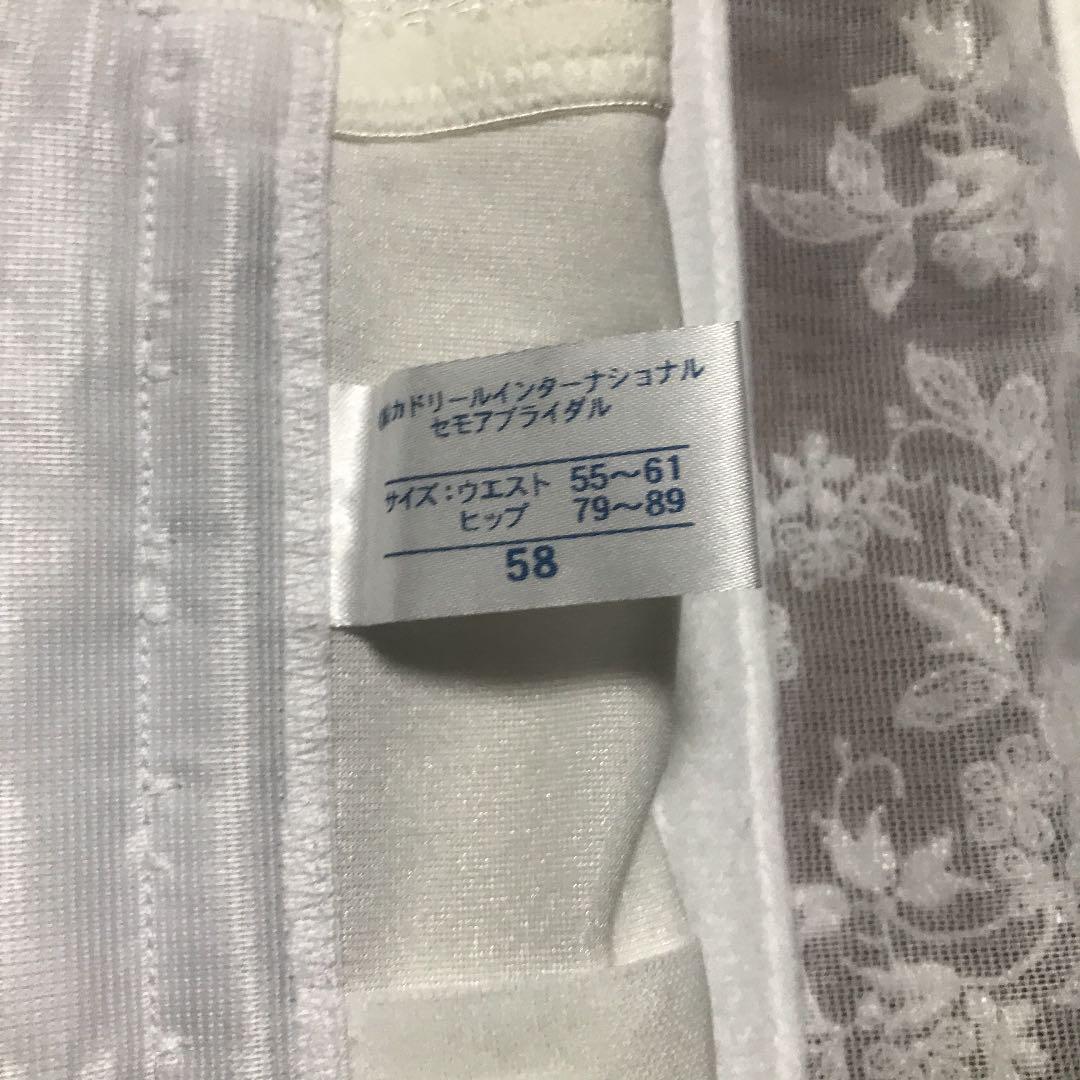 ㈱カドリールインターナショナル
セモアブライダル
サイズ：ウエスト 55～61
ヒップ 79～89
58